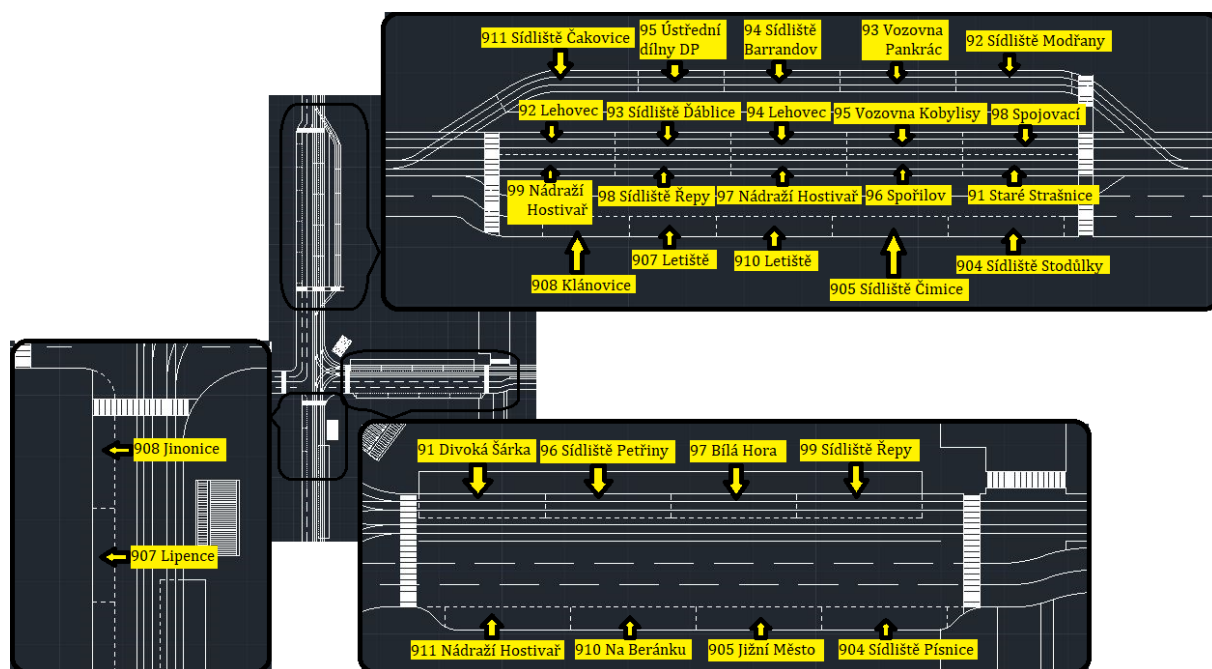 911 Sídliště Čakovice
95 Ústřední
dílny DP
94 Sídliště
Barrandov
93 Vozovna
Pankrác
92 Sídliště Modřany
92 Lehovec
93 Sídliště Ďáblice
94 Lehovec
95 Vozovna Kobylisy
98 Spojovací
99 Nádraží
Hostivař
98 Sídliště Řepy
97 Nádraží Hostivař
96 Spořilov
91 Staré Strašnice
908 Klánovice
907 Letiště
910 Letiště
905 Sídliště Čimice
904 Sídliště Stodůlky
908 Jinonice
907 Lipence
91 Divoká Šárka
96 Sídliště Petřiny
97 Bílá Hora
99 Sídliště Řepy
911 Nádraží Hostivař
910 Na Beránku
905 Jižní Město
904 Sídliště Písnice